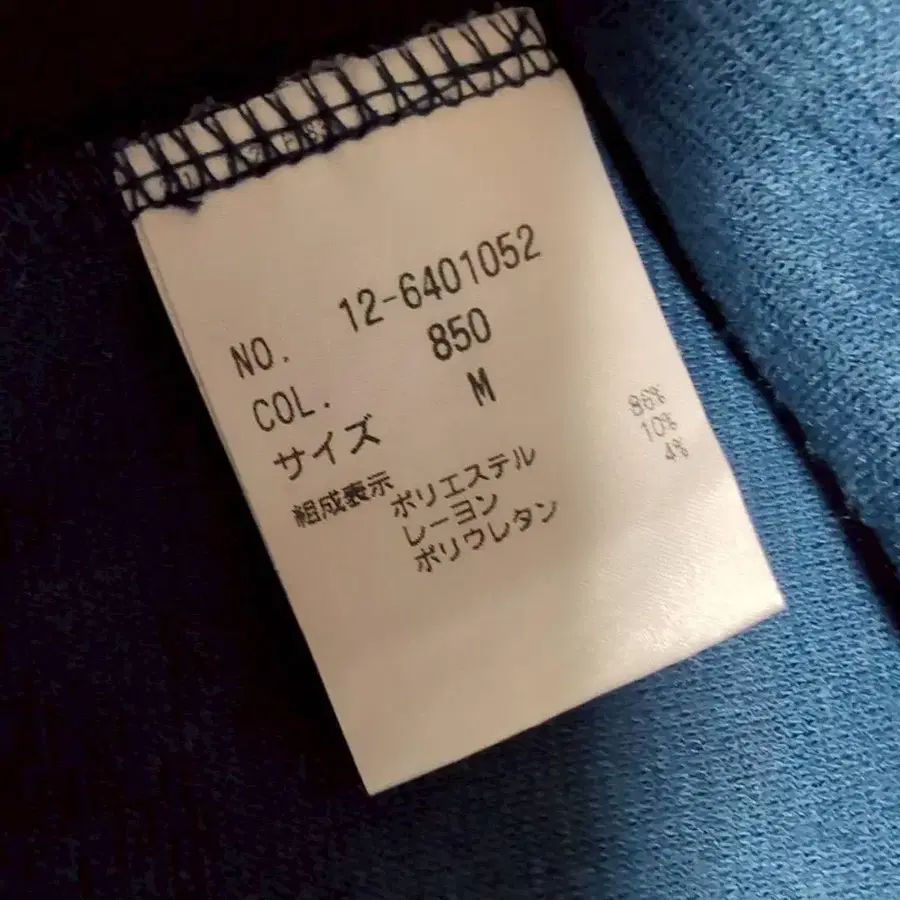 NO. 12-6401052
COL. 850
サイズ M
組成表示 ポリエステル 86%
レーヨン 10%
ポリウレタン 4%